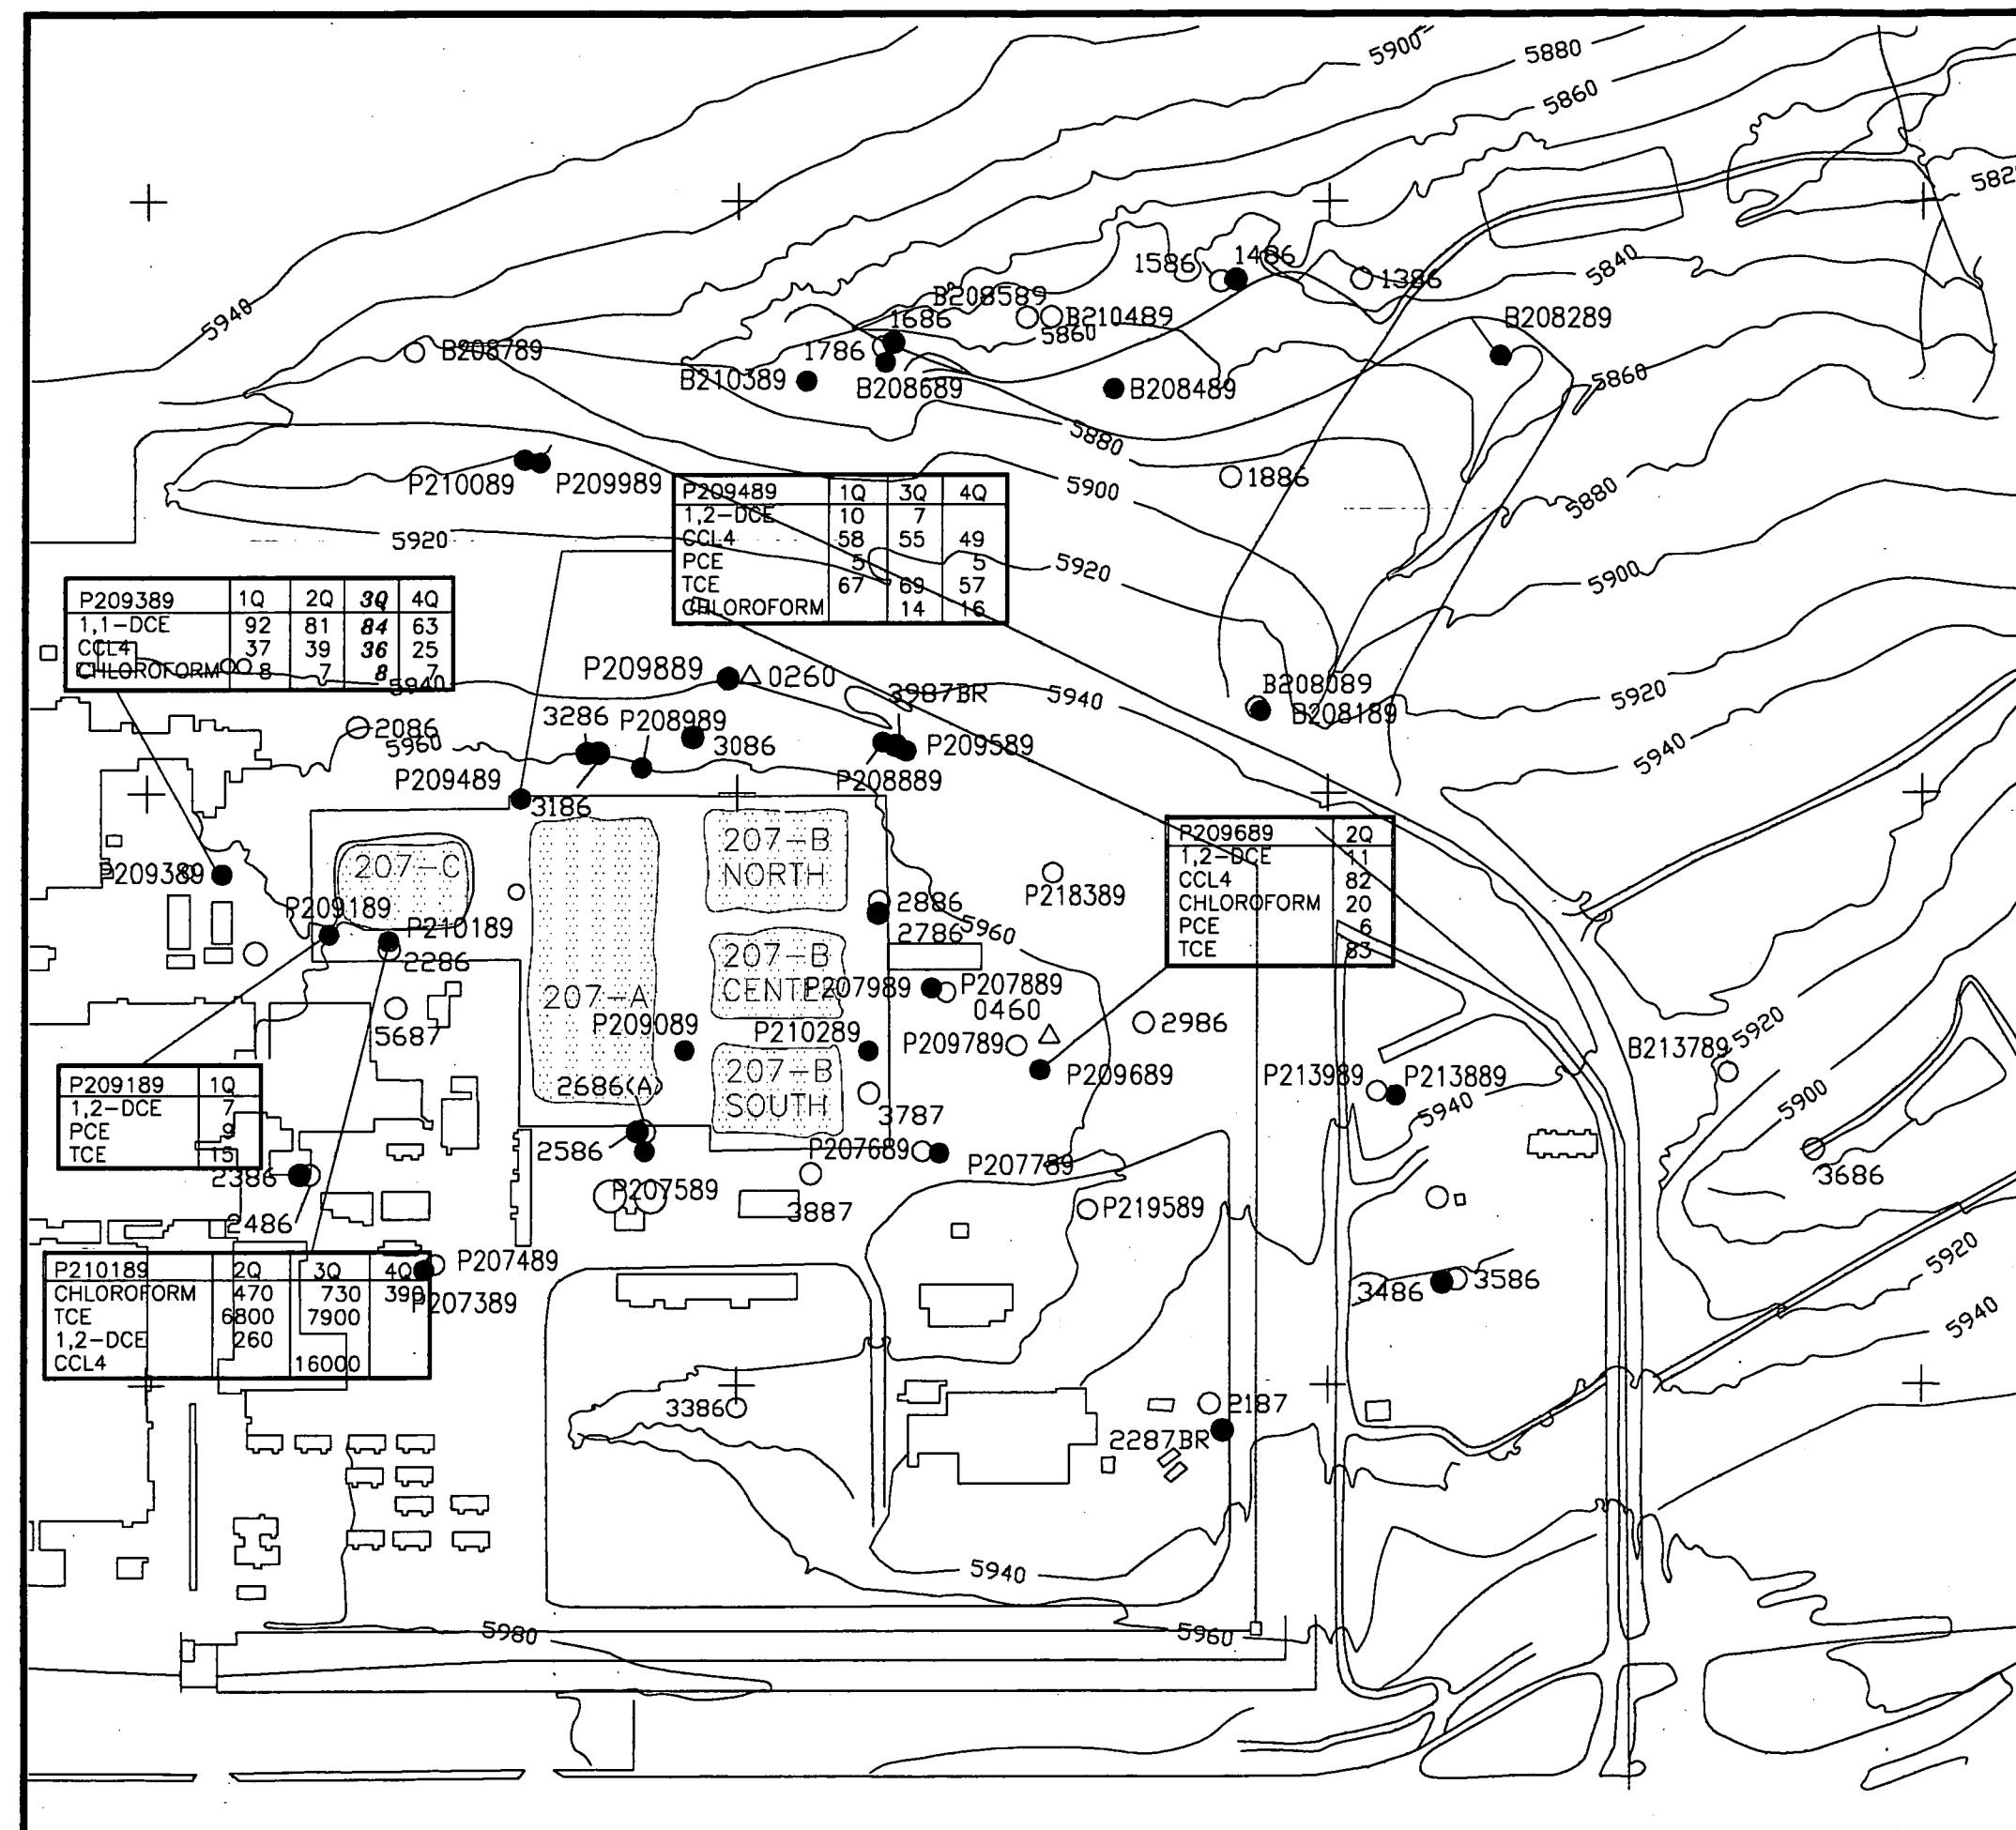 5900
5880
5860
5820
5840
1586
1486
1386
5940
B208589
B210489
1686
5860
B208289
B208789
1786
B210389
B208689
B208489
5860
5880
P210089
P209989
5900
1886
5880
5920
P209489 1Q 3Q 4Q
1,2-DCE 10 7
CCL4 58 55 49
PCE 5 5
TCE 67 69 57
CHLOROFORM 14 16
5920
5900
P209389 1Q 2Q 3Q 4Q
1,1-DCE 92 81 84 63
CCL4 37 39 36 25
CHLOROFORM 8 7 8 7
5940
P209889
0260
3987BR
5940
B208089
B208189
5920
2086
5960
3286
P208989
3086
P209589
P208889
5940
P209489
3186
207-C
207-B
NORTH
P209389
P209189
P210189
2286
2886
2786
5960
P218389
P209689 2Q
1,2-DCE 11
CCL4 82
CHLOROFORM 20
PCE 6
TCE 83
207-A
207-B
CENTER
P207989
P207889
0460
5687
P209089
P210289
P209789
2986
P209689
P213989
P213889
5940
B213789
5920
5900
P209189 1Q
1,2-DCE 7
PCE 9
TCE 15
207-B
SOUTH
2686(A)
3787
2586
P207689
P207789
3686
2386
2486
P207589
3887
P219589
5920
P210189 2Q 3Q 4Q
CHLOROFORM 470 730 390
TCE 6800 7900
1,2-DCE 260
CCL4 16000
P207489
P207389
3486
3586
5940
3386
2187
2287BR
5940
5980
5960